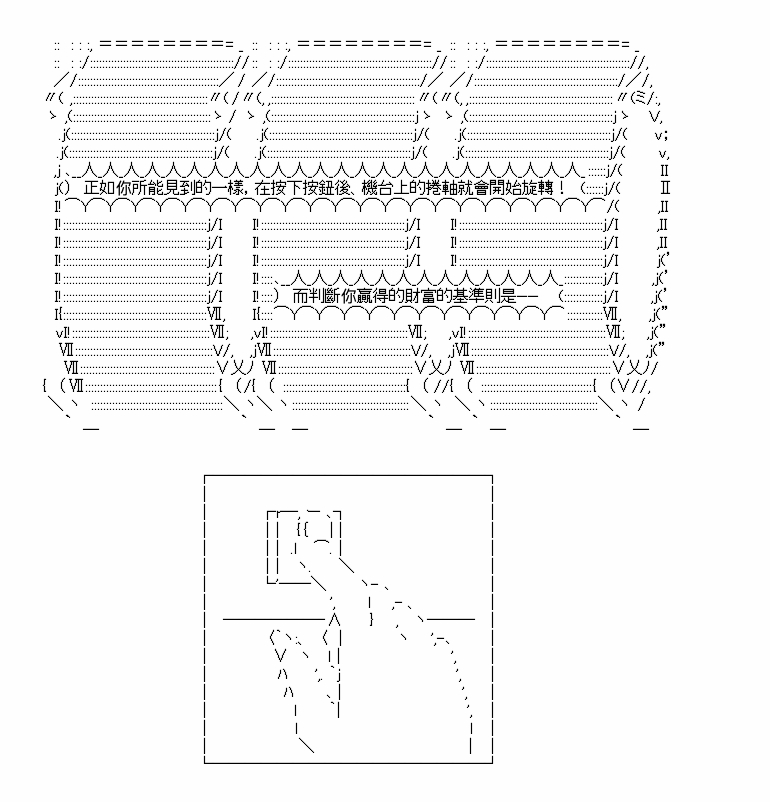 正如你所能見到的一樣，在按下按鈕後、機台上的捲軸就會開始旋轉！
而判斷你贏得的財富的基準則是——